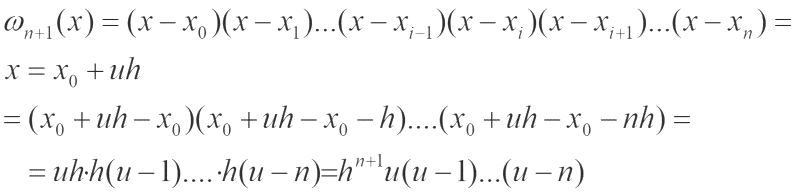 ω_{n+1}(x) = (x − x_0)(x − x_1)...(x − x_{i−1})(x − x_i)(x − x_{i+1})...(x − x_n) =
x = x_0 + uh
= (x_0 + uh − x_0)(x_0 + uh − x_0 − h)....(x_0 + uh − x_0 − nh) =
= uh·h(u − 1)....·h(u − n)=h^{n+1}u(u − 1)...(u − n)